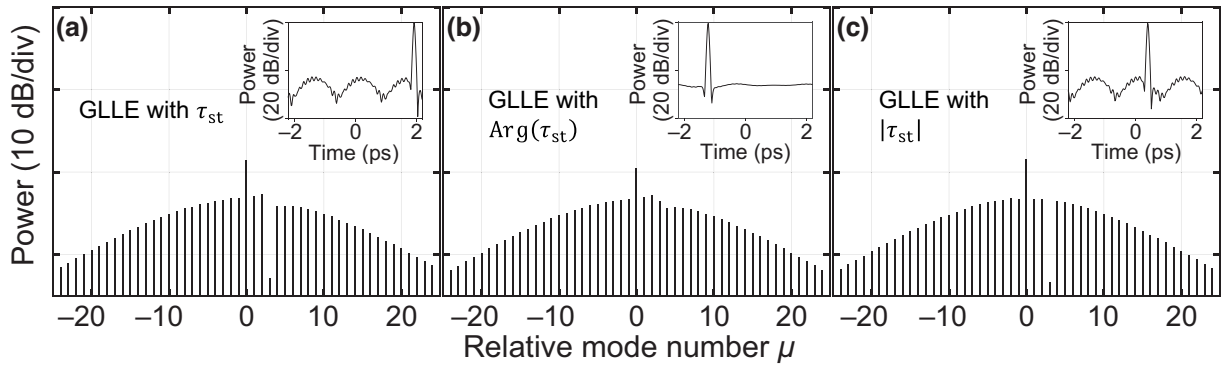 Power (10 dB/div)
(a)
GLLE with τst
Power
(20 dB/div)
−2 0 2
Time (ps)
−20 −10 0 10 20
(b)
GLLE with
Arg(τst)
Power
(20 dB/div)
−2 0 2
Time (ps)
−20 −10 0 10 20
(c)
GLLE with
|τst|
Power
(20 dB/div)
−2 0 2
Time (ps)
−20 −10 0 10 20
Relative mode number μ